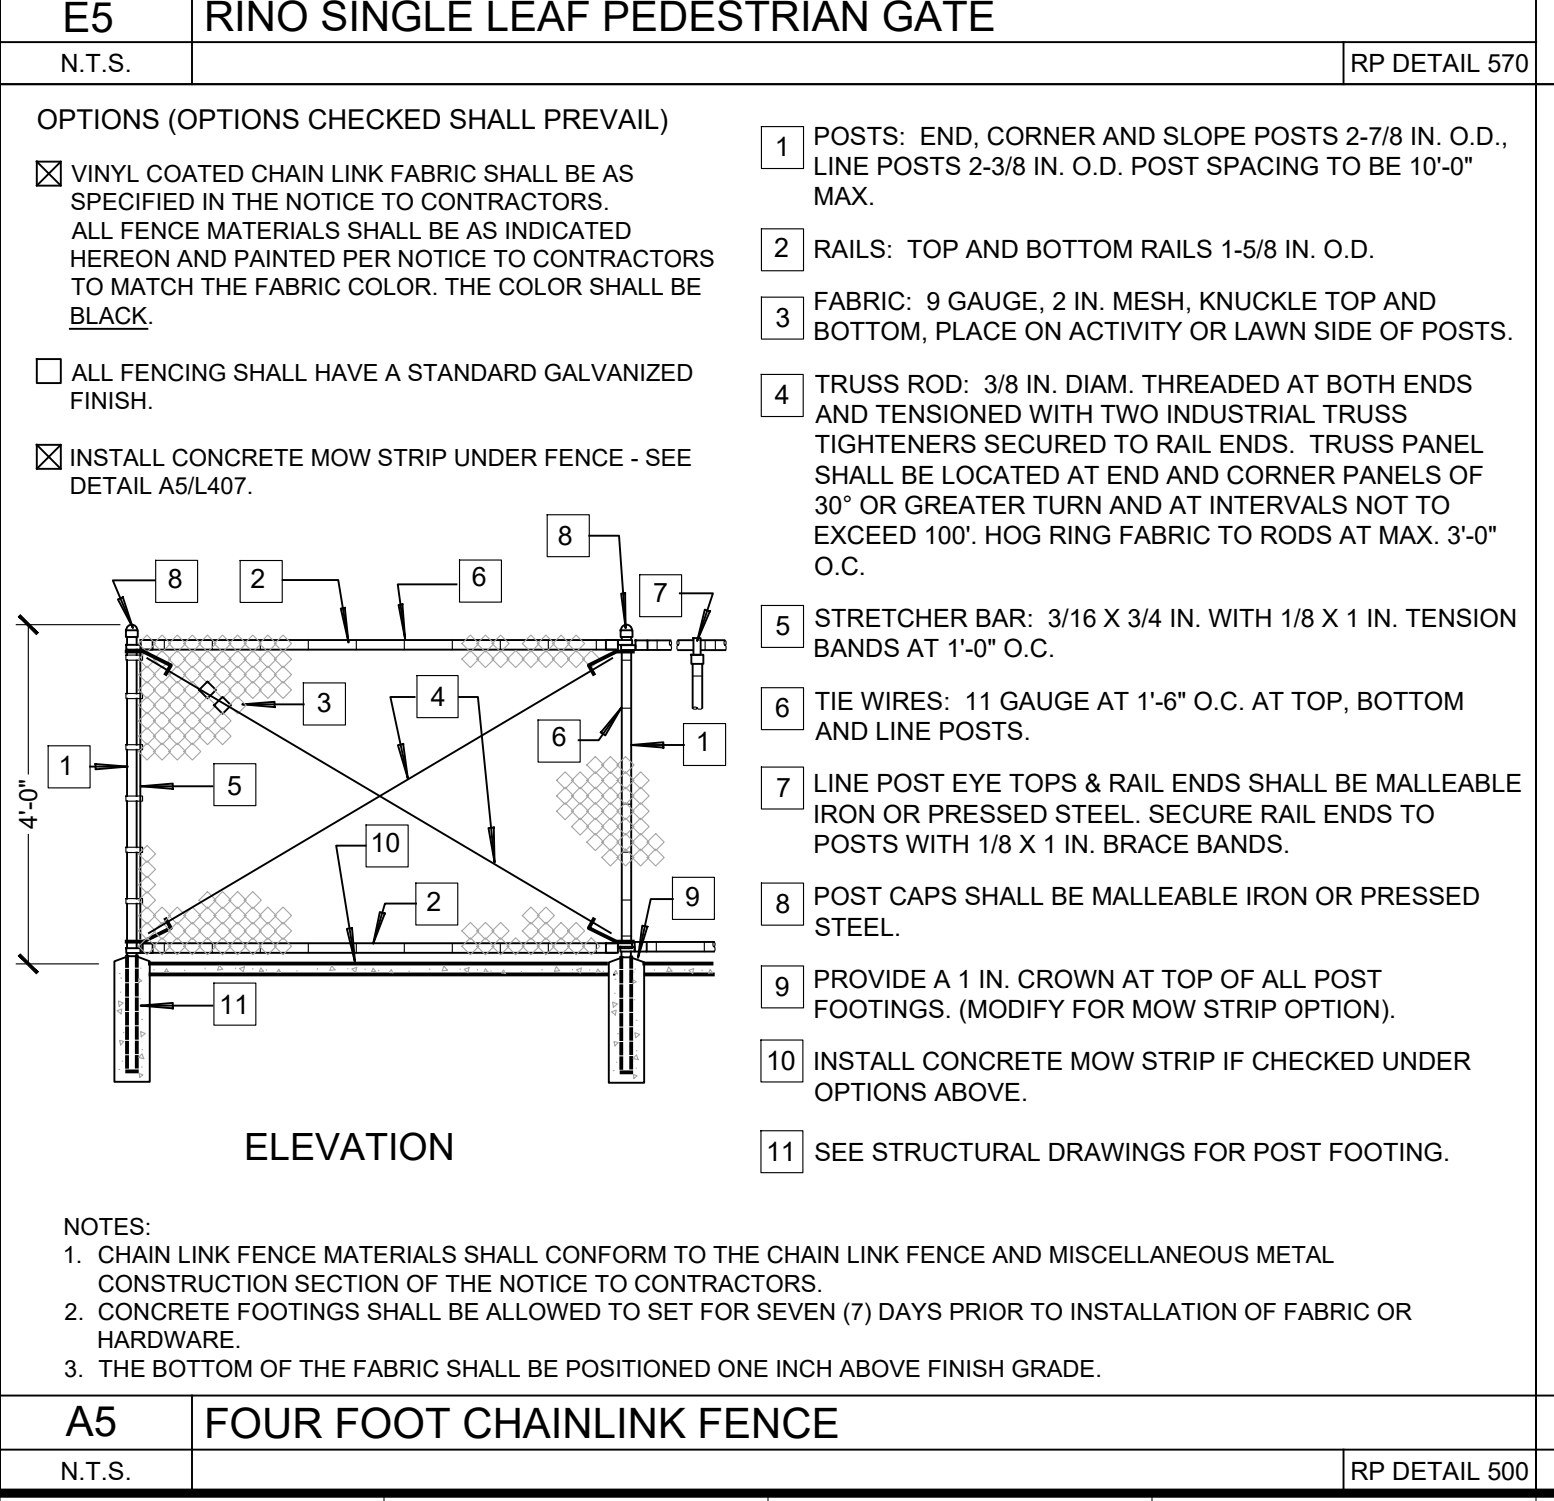 E5
RINO SINGLE LEAF PEDESTRIAN GATE
N.T.S.
RP DETAIL 570
OPTIONS (OPTIONS CHECKED SHALL PREVAIL)
VINYL COATED CHAIN LINK FABRIC SHALL BE AS
SPECIFIED IN THE NOTICE TO CONTRACTORS.
ALL FENCE MATERIALS SHALL BE AS INDICATED
HEREON AND PAINTED PER NOTICE TO CONTRACTORS
TO MATCH THE FABRIC COLOR. THE COLOR SHALL BE
BLACK.
ALL FENCING SHALL HAVE A STANDARD GALVANIZED
FINISH.
INSTALL CONCRETE MOW STRIP UNDER FENCE - SEE
DETAIL A5/L407.
8
8
2
6
7
3
4
6
1
1
5
4'-0"
10
2
9
11
ELEVATION
1 POSTS: END, CORNER AND SLOPE POSTS 2-7/8 IN. O.D.,
LINE POSTS 2-3/8 IN. O.D. POST SPACING TO BE 10'-0"
MAX.
2 RAILS: TOP AND BOTTOM RAILS 1-5/8 IN. O.D.
3 FABRIC: 9 GAUGE, 2 IN. MESH, KNUCKLE TOP AND
BOTTOM, PLACE ON ACTIVITY OR LAWN SIDE OF POSTS.
4 TRUSS ROD: 3/8 IN. DIAM. THREADED AT BOTH ENDS
AND TENSIONED WITH TWO INDUSTRIAL TRUSS
TIGHTENERS SECURED TO RAIL ENDS. TRUSS PANEL
SHALL BE LOCATED AT END AND CORNER PANELS OF
30° OR GREATER TURN AND AT INTERVALS NOT TO
EXCEED 100'. HOG RING FABRIC TO RODS AT MAX. 3'-0"
O.C.
5 STRETCHER BAR: 3/16 X 3/4 IN. WITH 1/8 X 1 IN. TENSION
BANDS AT 1'-0" O.C.
6 TIE WIRES: 11 GAUGE AT 1'-6" O.C. AT TOP, BOTTOM
AND LINE POSTS.
7 LINE POST EYE TOPS & RAIL ENDS SHALL BE MALLEABLE
IRON OR PRESSED STEEL. SECURE RAIL ENDS TO
POSTS WITH 1/8 X 1 IN. BRACE BANDS.
8 POST CAPS SHALL BE MALLEABLE IRON OR PRESSED
STEEL.
9 PROVIDE A 1 IN. CROWN AT TOP OF ALL POST
FOOTINGS. (MODIFY FOR MOW STRIP OPTION).
10 INSTALL CONCRETE MOW STRIP IF CHECKED UNDER
OPTIONS ABOVE.
11 SEE STRUCTURAL DRAWINGS FOR POST FOOTING.
NOTES:
1. CHAIN LINK FENCE MATERIALS SHALL CONFORM TO THE CHAIN LINK FENCE AND MISCELLANEOUS METAL
CONSTRUCTION SECTION OF THE NOTICE TO CONTRACTORS.
2. CONCRETE FOOTINGS SHALL BE ALLOWED TO SET FOR SEVEN (7) DAYS PRIOR TO INSTALLATION OF FABRIC OR
HARDWARE.
3. THE BOTTOM OF THE FABRIC SHALL BE POSITIONED ONE INCH ABOVE FINISH GRADE.
A5
FOUR FOOT CHAINLINK FENCE
N.T.S.
RP DETAIL 500